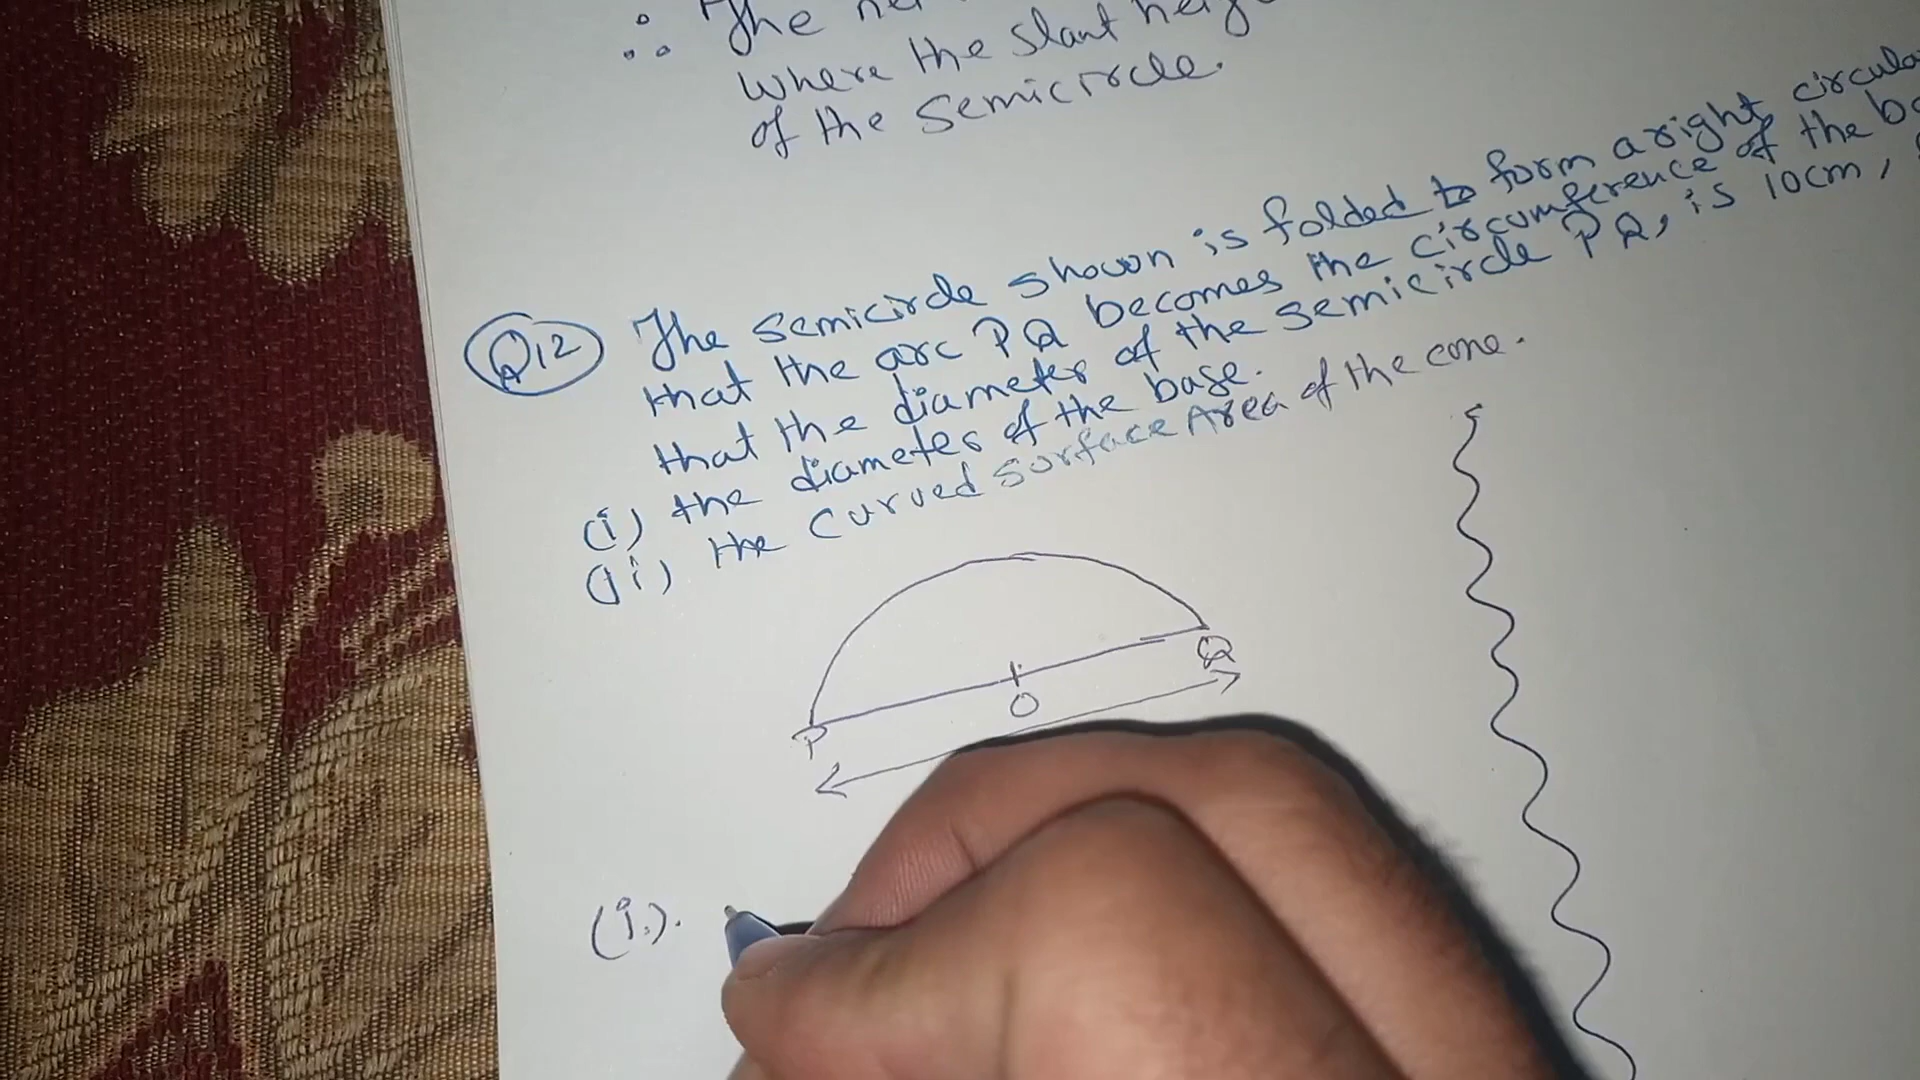 ∴ The
where the slant
of the semicircle.
Q12 The semicircle shown is folded to form a right circular
that the arc PQ becomes the circumference of the
that the diameter of the semicircle PQ, is 10cm,
(i) the diameter of the base.
(ii) the curved surface Area of the cone.
P
O
Q
(i).